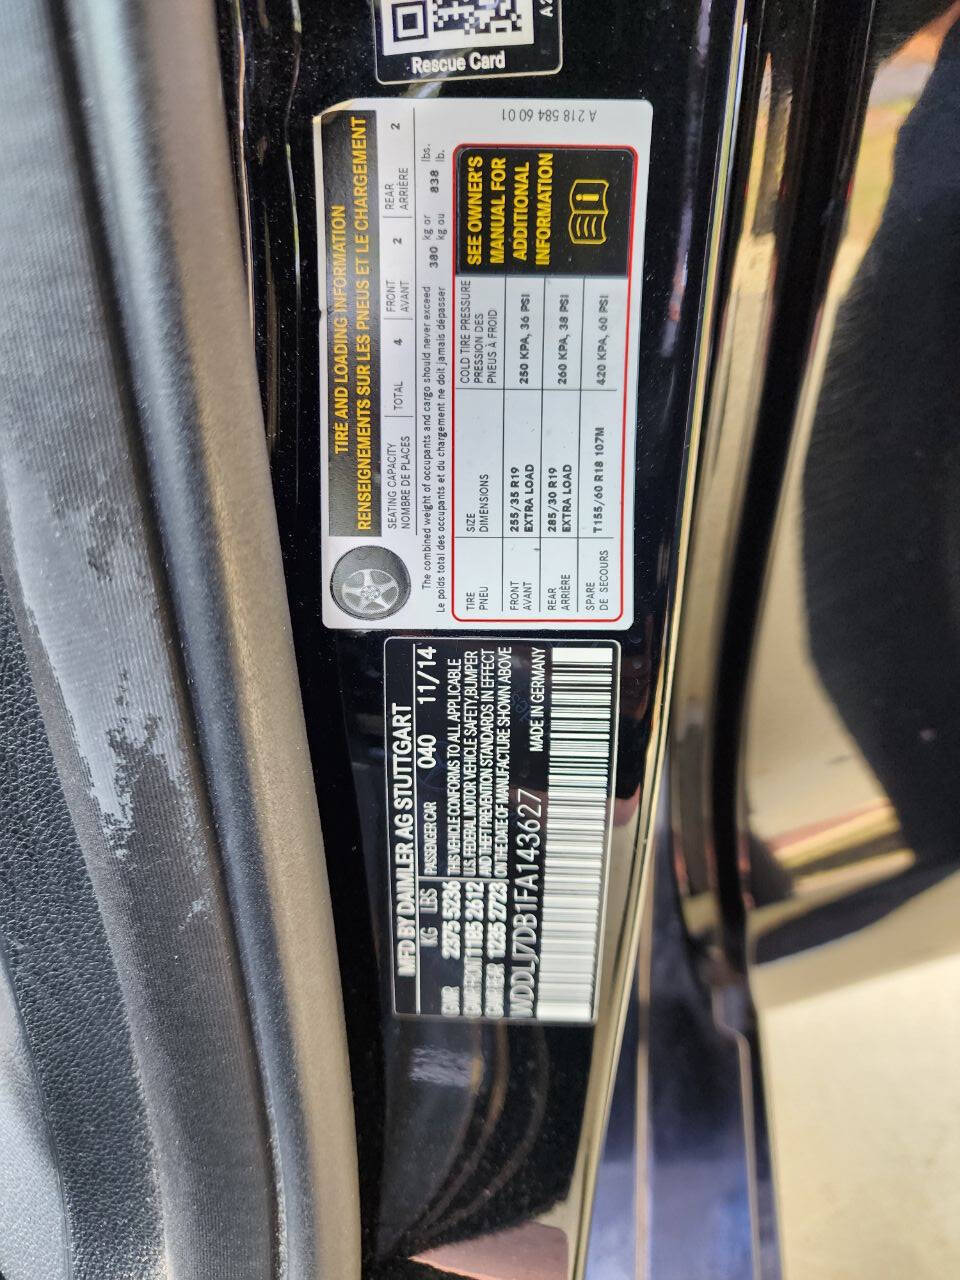 Rescue Card
A 2
A 218 584 60 01
TIRE AND LOADING INFORMATION
RENSEIGNEMENTS SUR LES PNEUS ET LE CHARGEMENT
SEATING CAPACITY TOTAL 4 FRONT 2 REAR 2
NOMBRE DE PLACES AVANT ARRIÈRE
The combined weight of occupants and cargo should never exceed 380 kg or 838 lbs.
Le poids total des occupants et du chargement ne doit jamais dépasser kg ou lb.
TIRE SIZE COLD TIRE PRESSURE
PNEU DIMENSIONS PRESSION DES
PNEUS À FROID
FRONT 255/35 R19 250 KPA, 36 PSI
AVANT EXTRA LOAD
REAR 285/30 R19 260 KPA, 38 PSI
ARRIÈRE EXTRA LOAD
SPARE T155/60 R18 107M 420 KPA, 60 PSI
DE SECOURS
SEE OWNER'S
MANUAL FOR
ADDITIONAL
INFORMATION
MFD BY DAIMLER AG STUTTGART
KG LBS PASSENGER CAR 040 11/14
2375 5236 THIS VEHICLE CONFORMS TO ALL APPLICABLE
1185 2612 U.S. FEDERAL MOTOR VEHICLE SAFETY,BUMPER
1235 2723 AND THEFT PREVENTION STANDARDS IN EFFECT
ON THE DATE OF MANUFACTURE SHOWN ABOVE
WDDLJ7DB1FA143627 MADE IN GERMANY